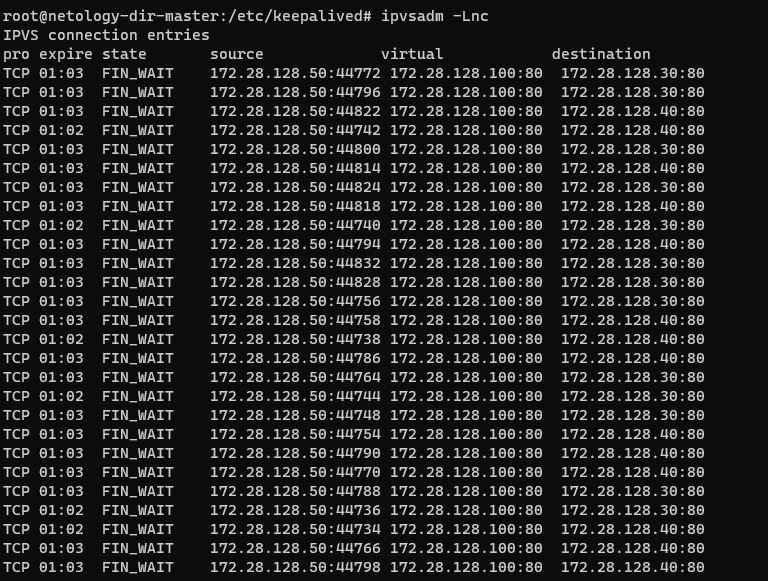 root@netology-dir-master:/etc/keepalived# ipvsadm -Lnc
IPVS connection entries
pro expire state       source             virtual            destination
TCP 01:03  FIN_WAIT    172.28.128.50:44772 172.28.128.100:80  172.28.128.30:80
TCP 01:03  FIN_WAIT    172.28.128.50:44796 172.28.128.100:80  172.28.128.30:80
TCP 01:03  FIN_WAIT    172.28.128.50:44822 172.28.128.100:80  172.28.128.40:80
TCP 01:02  FIN_WAIT    172.28.128.50:44742 172.28.128.100:80  172.28.128.40:80
TCP 01:03  FIN_WAIT    172.28.128.50:44800 172.28.128.100:80  172.28.128.30:80
TCP 01:03  FIN_WAIT    172.28.128.50:44814 172.28.128.100:80  172.28.128.40:80
TCP 01:03  FIN_WAIT    172.28.128.50:44824 172.28.128.100:80  172.28.128.30:80
TCP 01:03  FIN_WAIT    172.28.128.50:44818 172.28.128.100:80  172.28.128.40:80
TCP 01:02  FIN_WAIT    172.28.128.50:44740 172.28.128.100:80  172.28.128.30:80
TCP 01:03  FIN_WAIT    172.28.128.50:44794 172.28.128.100:80  172.28.128.40:80
TCP 01:03  FIN_WAIT    172.28.128.50:44832 172.28.128.100:80  172.28.128.30:80
TCP 01:03  FIN_WAIT    172.28.128.50:44828 172.28.128.100:80  172.28.128.30:80
TCP 01:03  FIN_WAIT    172.28.128.50:44756 172.28.128.100:80  172.28.128.30:80
TCP 01:03  FIN_WAIT    172.28.128.50:44758 172.28.128.100:80  172.28.128.40:80
TCP 01:02  FIN_WAIT    172.28.128.50:44738 172.28.128.100:80  172.28.128.40:80
TCP 01:03  FIN_WAIT    172.28.128.50:44786 172.28.128.100:80  172.28.128.40:80
TCP 01:03  FIN_WAIT    172.28.128.50:44764 172.28.128.100:80  172.28.128.30:80
TCP 01:02  FIN_WAIT    172.28.128.50:44744 172.28.128.100:80  172.28.128.30:80
TCP 01:03  FIN_WAIT    172.28.128.50:44748 172.28.128.100:80  172.28.128.30:80
TCP 01:03  FIN_WAIT    172.28.128.50:44754 172.28.128.100:80  172.28.128.40:80
TCP 01:03  FIN_WAIT    172.28.128.50:44790 172.28.128.100:80  172.28.128.40:80
TCP 01:03  FIN_WAIT    172.28.128.50:44770 172.28.128.100:80  172.28.128.40:80
TCP 01:03  FIN_WAIT    172.28.128.50:44788 172.28.128.100:80  172.28.128.30:80
TCP 01:02  FIN_WAIT    172.28.128.50:44736 172.28.128.100:80  172.28.128.30:80
TCP 01:02  FIN_WAIT    172.28.128.50:44734 172.28.128.100:80  172.28.128.40:80
TCP 01:03  FIN_WAIT    172.28.128.50:44766 172.28.128.100:80  172.28.128.40:80
TCP 01:03  FIN_WAIT    172.28.128.50:44798 172.28.128.100:80  172.28.128.40:80